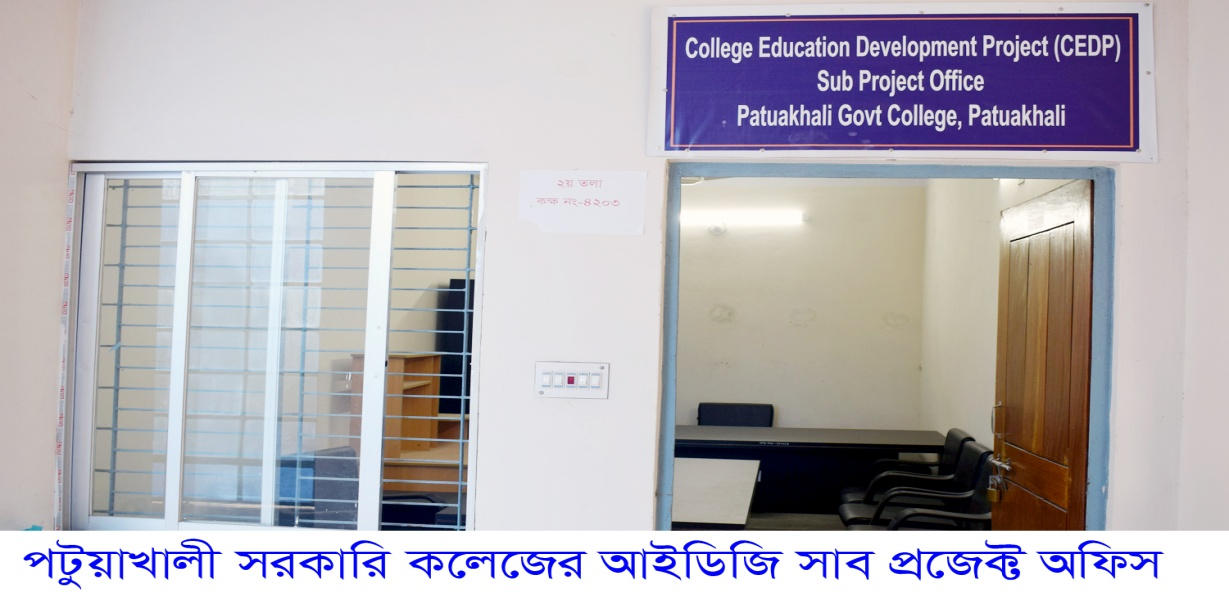 College Education Development Project (CEDP)
Sub Project Office
Patuakhali Govt College, Patuakhali
২য় তলা
কক্ষ নং-৪২০৩
পটুয়াখালী সরকারি কলেজের আইডিজি সাব প্রজেক্ট অফিস